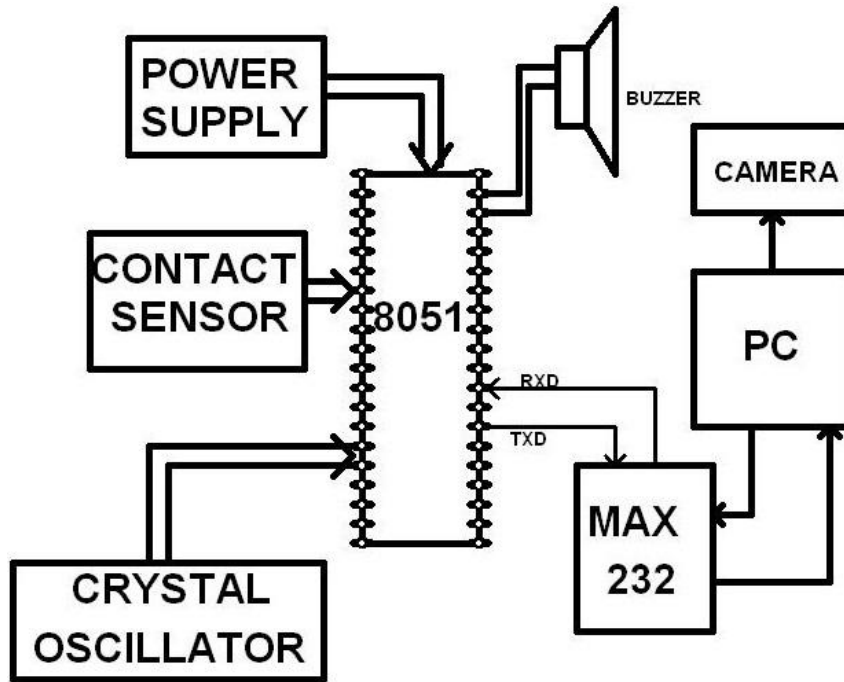 POWER
SUPPLY
BUZZER
CAMERA
CONTACT
SENSOR
8051
PC
RXD
TXD
MAX
232
CRYSTAL
OSCILLATOR